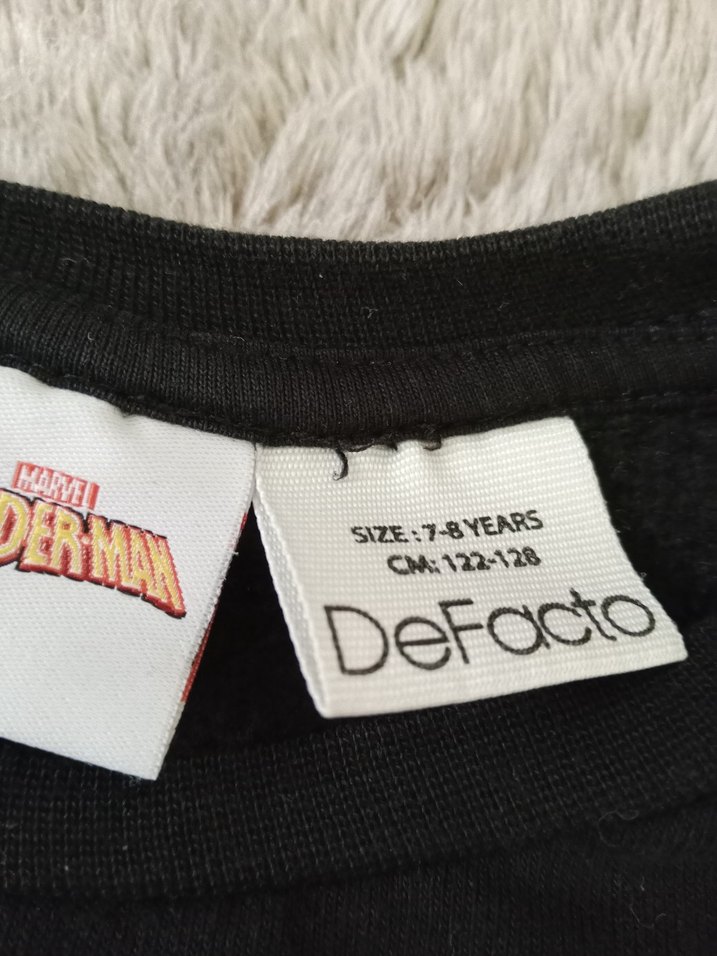 MARVEL
DER-MAN
SIZE : 7-8 YEARS
CM: 122-128
DeFacto